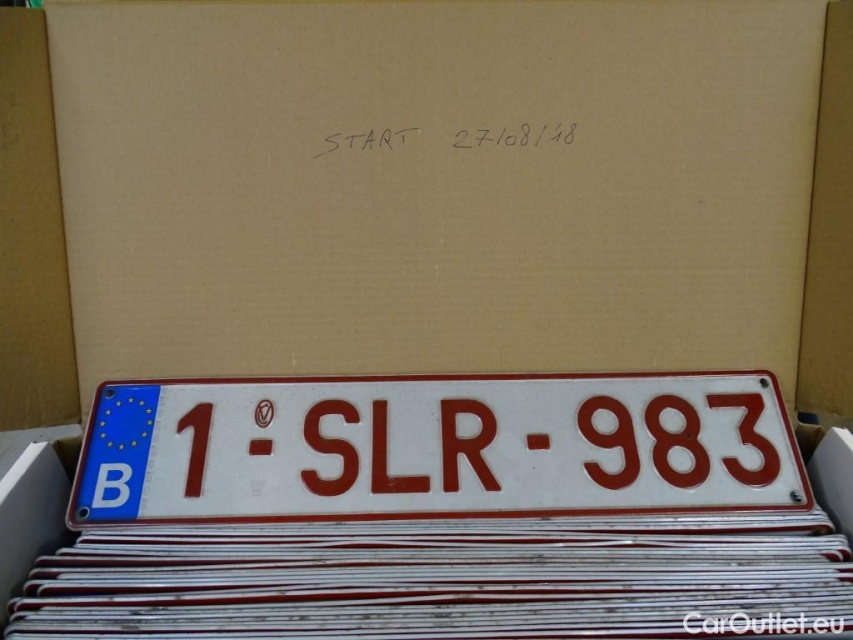 START 27/08/18
B 1-SLR-983
CarOutlet.eu